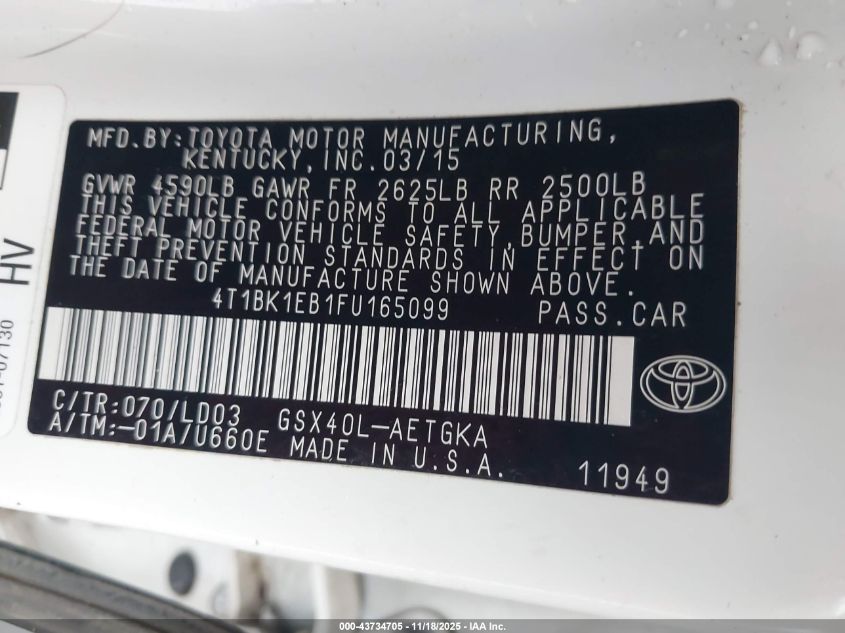 MFD.BY:TOYOTA MOTOR MANUFACTURING,
KENTUCKY,INC.03/15
GVWR 4590LB GAWR FR 2625LB RR 2500LB
THIS VEHICLE CONFORMS TO ALL APPLICABLE
FEDERAL MOTOR VEHICLE SAFETY,BUMPER,AND
THEFT PREVENTION STANDARDS IN EFFECT ON
THE DATE OF MANUFACTURE SHOWN ABOVE.
4T1BK1EB1FU165099 PASS.CAR
C/TR:070/LD03 GSX40L-AETGKA
A/TM:-01A/U660E MADE IN U.S.A.
11949
HV
000-43734705 - 11/18/2025 - IAA Inc.